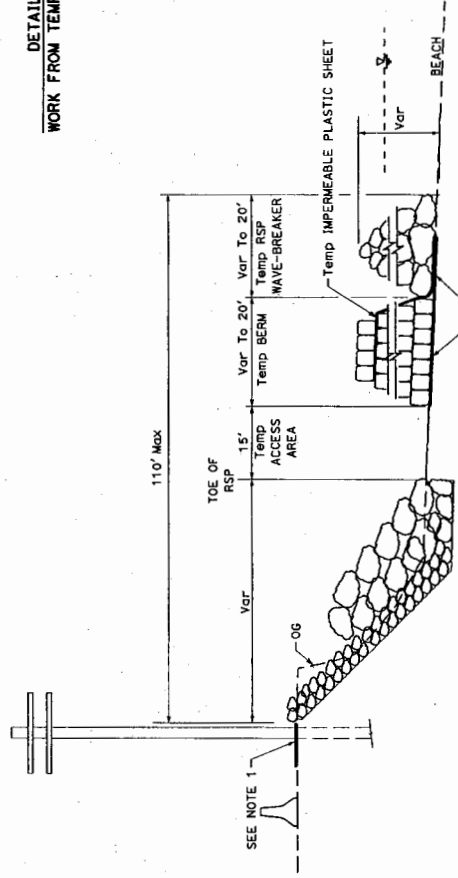 DETAIL
WORK FROM TEMP
110' Max
TOE OF
RSP
Var
15'
Temp
ACCESS
AREA
Var To 20'
Temp BERM
Var To 20'
Temp RSP
WAVE-BREAKER
Temp IMPERMEABLE PLASTIC SHEET
Var
BEACH
OG
SEE NOTE 1